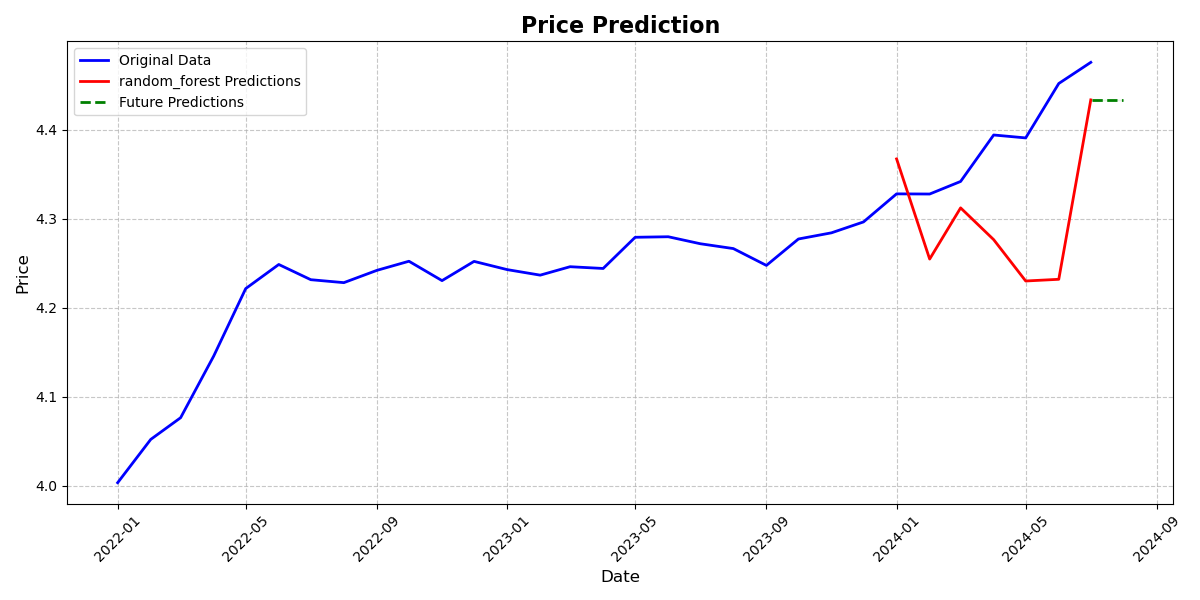 Price Prediction
Original Data
random_forest Predictions
Future Predictions
Price
4.4
4.3
4.2
4.1
4.0
2022-01
2022-05
2022-09
2023-01
2023-05
2023-09
2024-01
2024-05
2024-09
Date